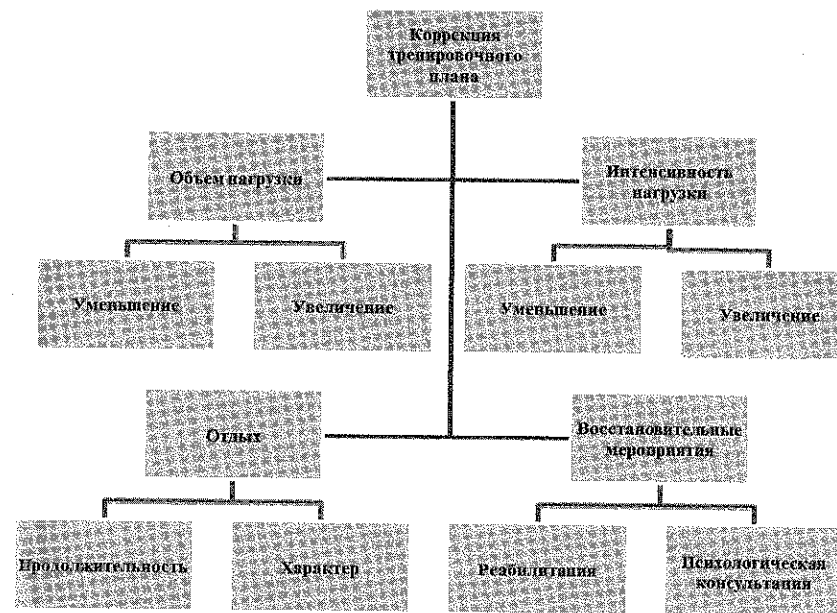 Коррекция
тренировочного
плана
Объем нагрузки
Интенсивность
нагрузки
Уменьшение
Увеличение
Уменьшение
Увеличение
Отдых
Восстановительные
мероприятия
Продолжительность
Характер
Реабилитация
Психологическая
консультация